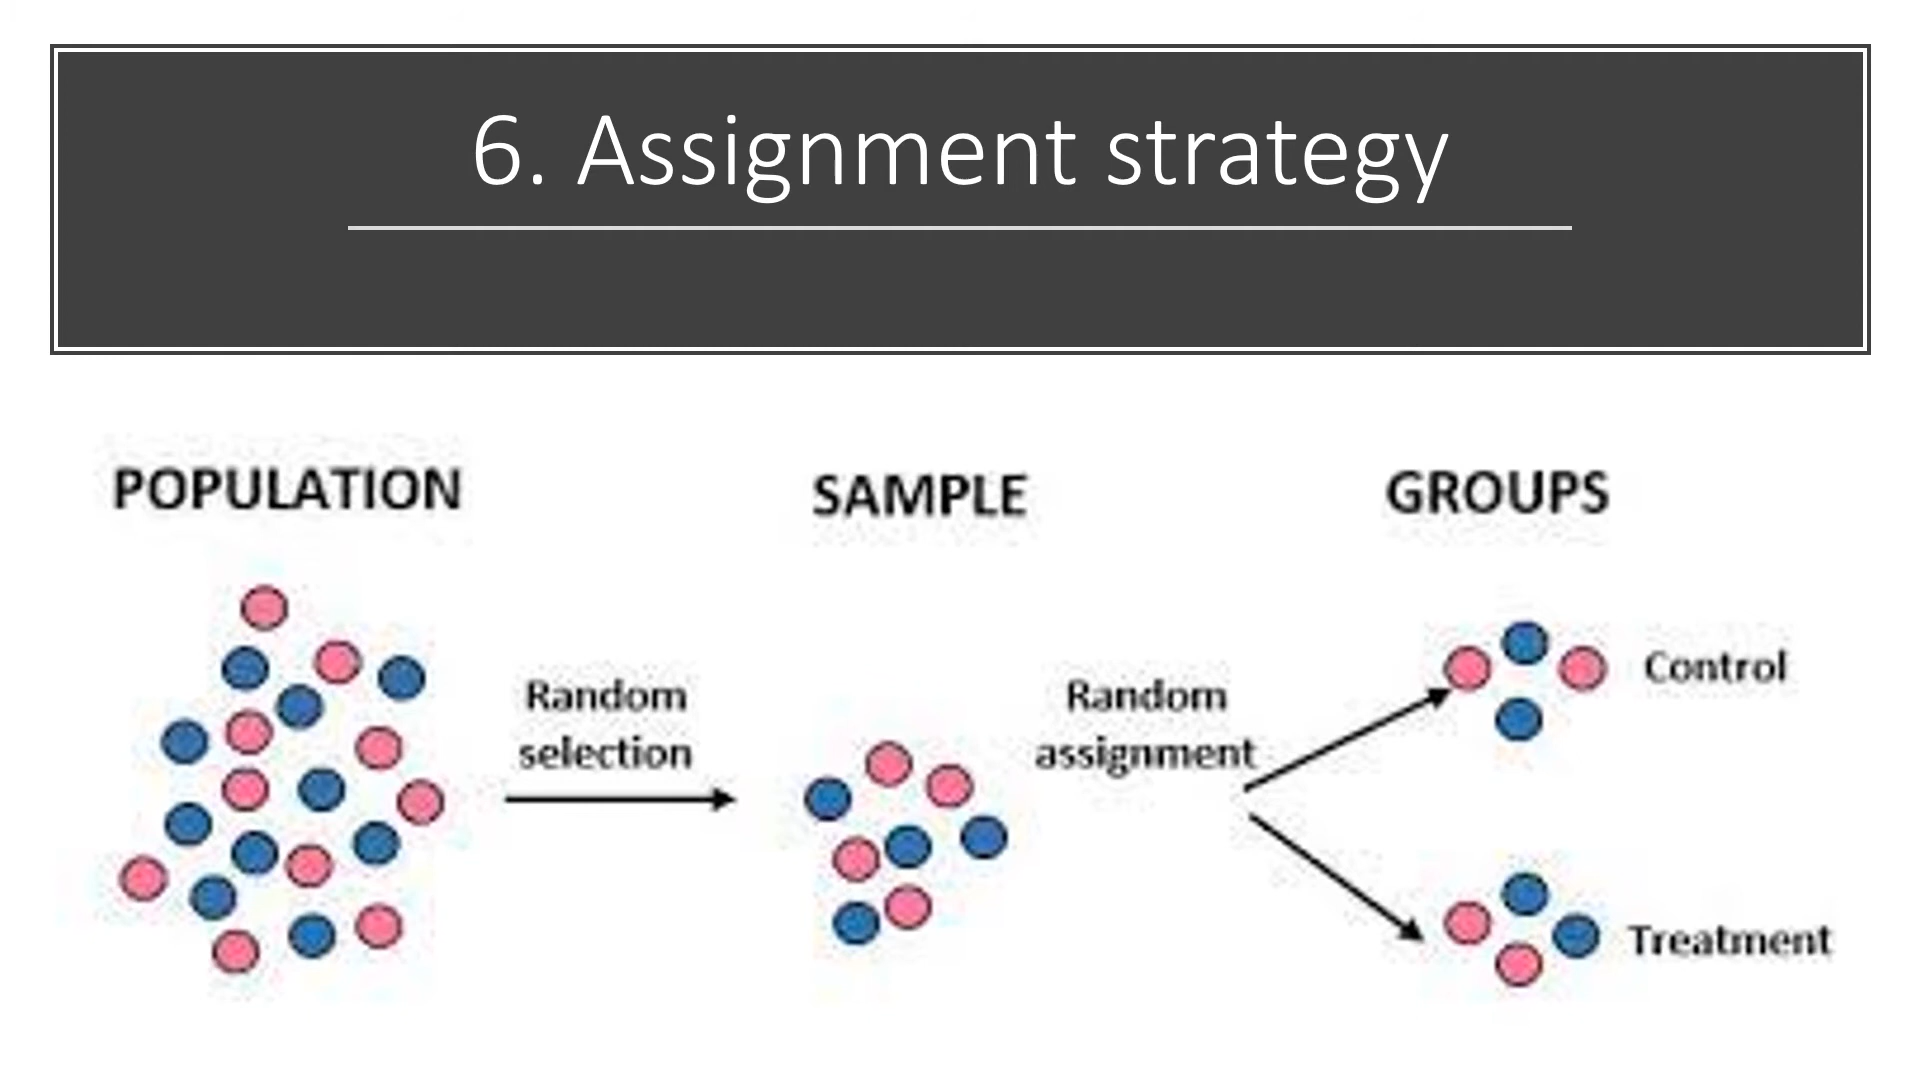 6. Assignment strategy
POPULATION
SAMPLE
GROUPS
Random
selection
Random
assignment
Control
Treatment